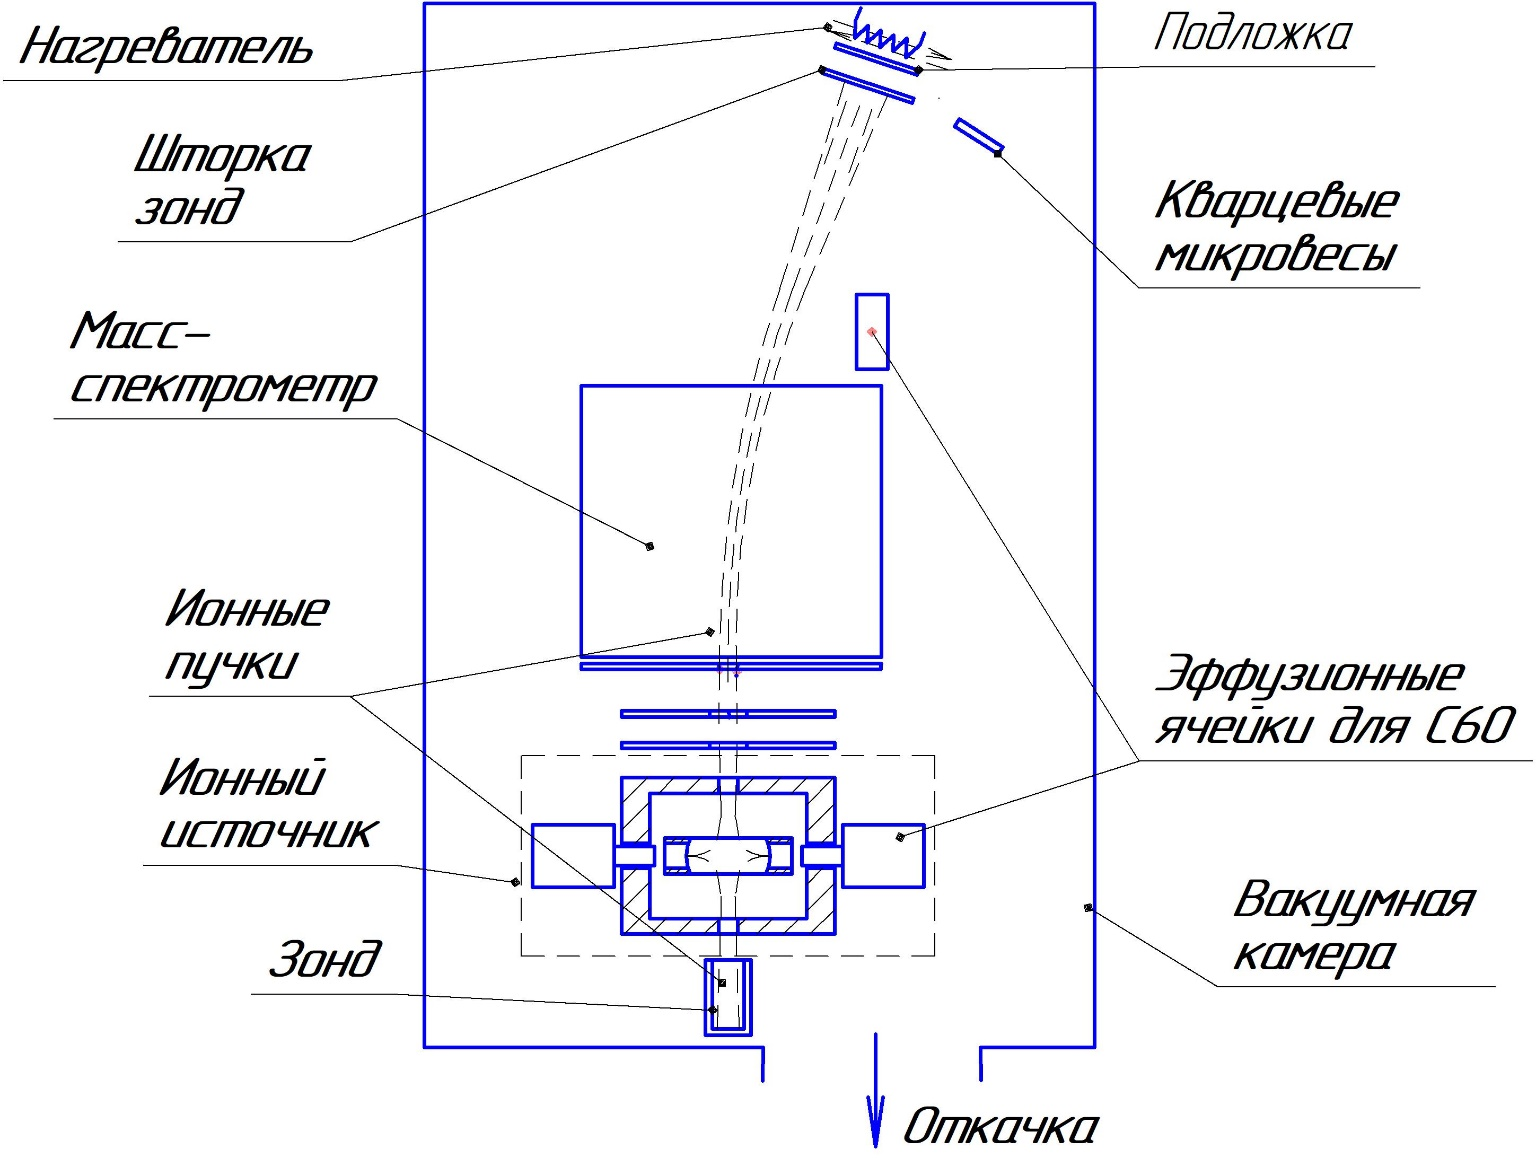 Нагреватель
Подложка
Шторка
зонд
Кварцевые
микровесы
Масс-
спектрометр
Ионные
пучки
Эффузионные
ячейки для С60
Ионный
источник
Вакуумная
камера
Зонд
Откачка